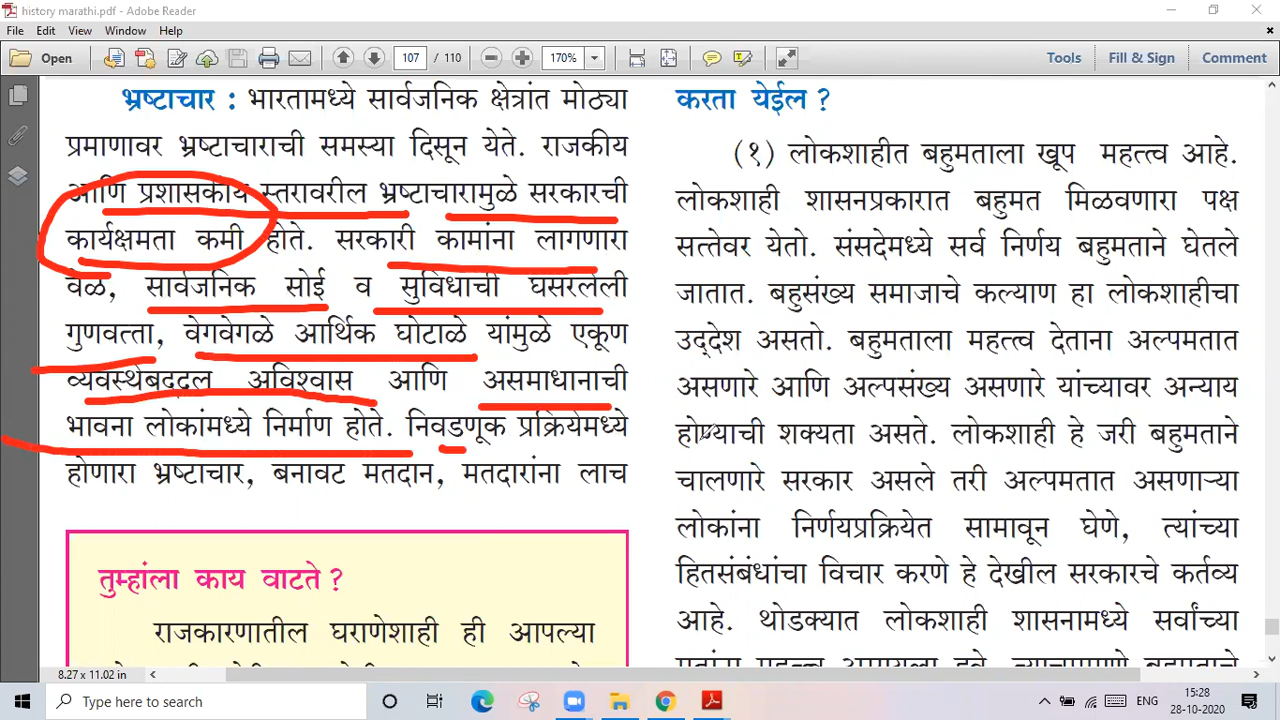 history marathi.pdf - Adobe Reader
File Edit View Window Help
Open 107 / 110 170% Tools Fill & Sign Comment
भ्रष्टाचार : भारतामध्ये सार्वजनिक क्षेत्रांत मोठ्या
प्रमाणावर भ्रष्टाचाराची समस्या दिसून येते. राजकीय
आणि प्रशासकीय स्तरावरील भ्रष्टाचारामुळे सरकारची
कार्यक्षमता कमी होते. सरकारी कामांना लागणारा
वेळ, सार्वजनिक सोई व सुविधाची घसरलेली
गुणवत्ता, वेगवेगळे आर्थिक घोटाळे यांमुळे एकूण
व्यवस्थेबद्दल अविश्वास आणि असमाधानाची
भावना लोकांमध्ये निर्माण होते. निवडणूक प्रक्रियेमध्ये
होणारा भ्रष्टाचार, बनावट मतदान, मतदारांना लाच
तुम्हांला काय वाटते ?
राजकारणातील घराणेशाही ही आपल्या
करता येईल ?
(१) लोकशाहीत बहुमताला खूप महत्त्व आहे.
लोकशाही शासनप्रकारात बहुमत मिळवणारा पक्ष
सत्तेवर येतो. संसदेमध्ये सर्व निर्णय बहुमताने घेतले
जातात. बहुसंख्य समाजाचे कल्याण हा लोकशाहीचा
उद्देश असतो. बहुमताला महत्त्व देताना अल्पमतात
असणारे आणि अल्पसंख्य असणारे यांच्यावर अन्याय
होण्याची शक्यता असते. लोकशाही हे जरी बहुमताने
चालणारे सरकार असले तरी अल्पमतात असणाऱ्या
लोकांना निर्णयप्रक्रियेत सामावून घेणे, त्यांच्या
हितसंबंधांचा विचार करणे हे देखील सरकारचे कर्तव्य
आहे. थोडक्यात लोकशाही शासनामध्ये सर्वांच्या
8.27 x 11.02 in
Type here to search
ENG 15:28
28-10-2020